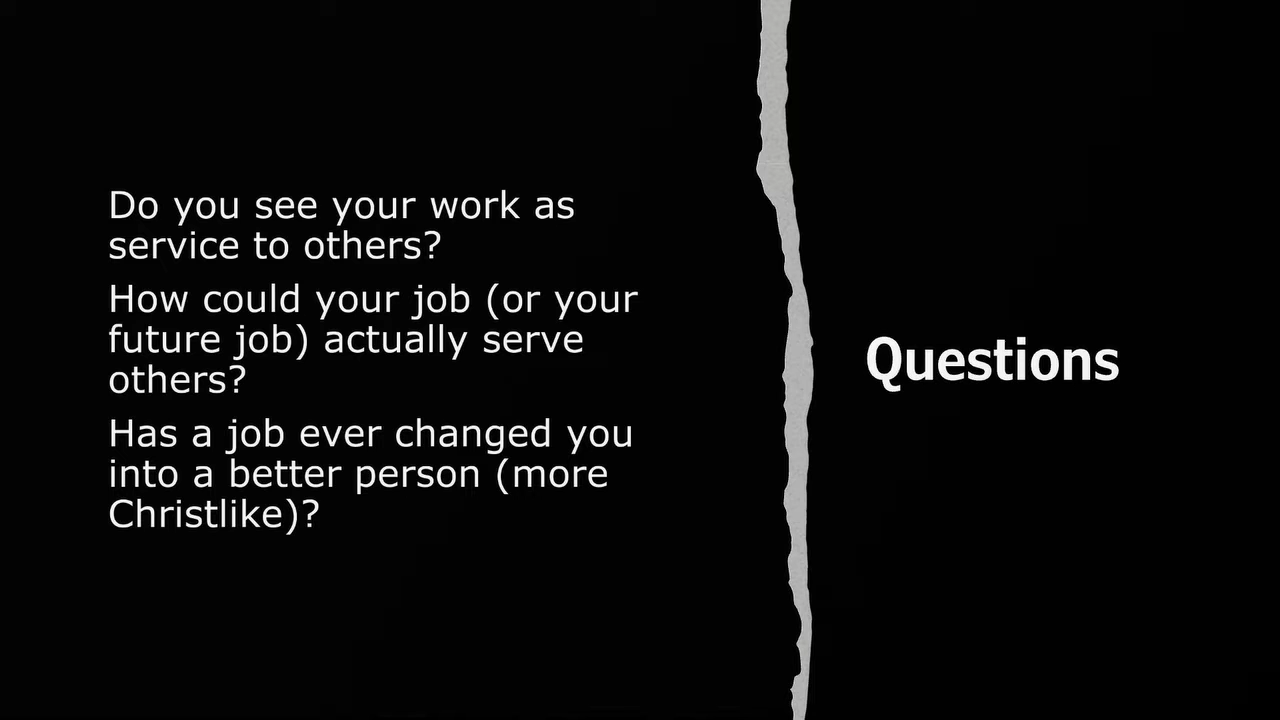 Do you see your work as
service to others?
How could your job (or your
future job) actually serve
others?
Has a job ever changed you
into a better person (more
Christlike)?
Questions